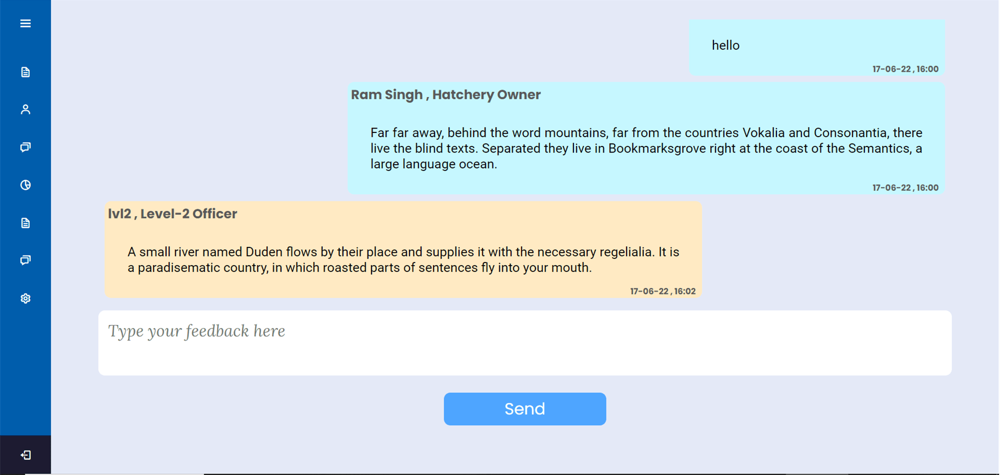 hello
17-06-22 , 16:00
Ram Singh , Hatchery Owner
Far far away, behind the word mountains, far from the countries Vokalia and Consonantia, there
live the blind texts. Separated they live in Bookmarksgrove right at the coast of the Semantics, a
large language ocean.
17-06-22 , 16:00
lvl2 , Level-2 Officer
A small river named Duden flows by their place and supplies it with the necessary regelialia. It is
a paradisematic country, in which roasted parts of sentences fly into your mouth.
17-06-22 , 16:02
Type your feedback here
Send